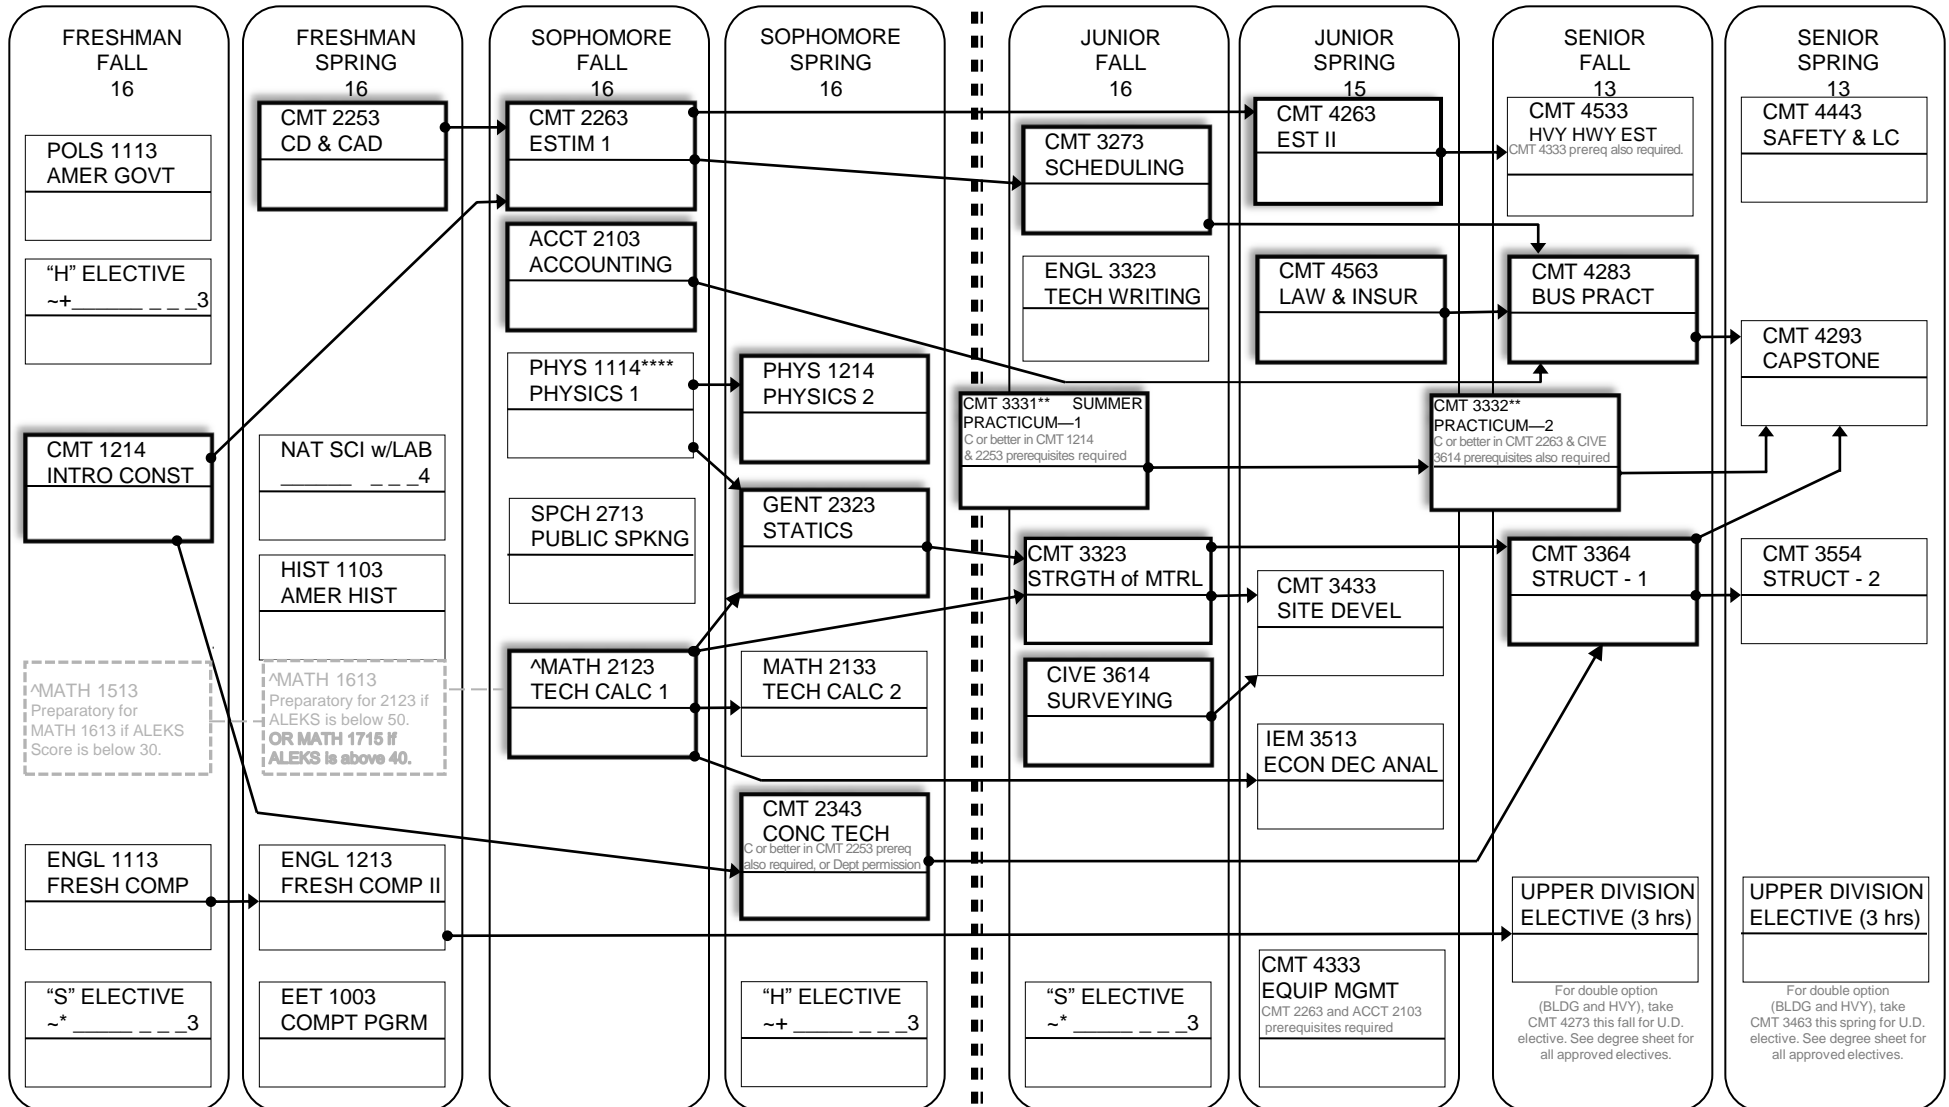 FRESHMAN
FALL
16
POLS 1113
AMER GOVT
“H” ELECTIVE
~+______ _ _ _3
CMT 1214
INTRO CONST
^MATH 1513
Preparatory for
MATH 1613 if ALEKS
Score is below 30.
ENGL 1113
FRESH COMP
“S” ELECTIVE
~* _____ _ _ _3
FRESHMAN
SPRING
16
CMT 2253
CD & CAD
NAT SCI w/LAB
______ _ _ _4
HIST 1103
AMER HIST
^MATH 1613
Preparatory for 2123 if
ALEKS is below 50.
OR MATH 1715 if
ALEKS is above 40.
ENGL 1213
FRESH COMP II
EET 1003
COMPT PGRM
SOPHOMORE
FALL
16
CMT 2263
ESTIM 1
ACCT 2103
ACCOUNTING
PHYS 1114****
PHYSICS 1
SPCH 2713
PUBLIC SPKNG
^MATH 2123
TECH CALC 1
SOPHOMORE
SPRING
16
PHYS 1214
PHYSICS 2
GENT 2323
STATICS
MATH 2133
TECH CALC 2
CMT 2343
CONC TECH
C or better in CMT 2253 prereq
also required, or Dept permission
“H” ELECTIVE
~+ _____ _ _ _3
JUNIOR
FALL
16
CMT 3273
SCHEDULING
ENGL 3323
TECH WRITING
CMT 3331** SUMMER
PRACTICUM—1
C or better in CMT 1214
& 2253 prerequisites required
CMT 3323
STRGTH of MTRL
CIVE 3614
SURVEYING
“S” ELECTIVE
~* _____ _ _ _3
JUNIOR
SPRING
15
CMT 4263
EST II
CMT 4563
LAW & INSUR
CMT 3332**
PRACTICUM—2
C or better in CMT 2263 & CIVE
3614 prerequisites also required
CMT 3433
SITE DEVEL
IEM 3513
ECON DEC ANAL
CMT 4333
EQUIP MGMT
CMT 2263 and ACCT 2103
prerequisites required
SENIOR
FALL
13
CMT 4533
HVY HWY EST
CMT 4333 prereq also required.
CMT 4283
BUS PRACT
CMT 3364
STRUCT - 1
UPPER DIVISION
ELECTIVE (3 hrs)
For double option
(BLDG and HVY), take
CMT 4273 this fall for U.D.
elective. See degree sheet for
all approved electives.
SENIOR
SPRING
13
CMT 4443
SAFETY & LC
CMT 4293
CAPSTONE
CMT 3554
STRUCT - 2
UPPER DIVISION
ELECTIVE (3 hrs)
For double option
(BLDG and HVY), take
CMT 3463 this spring for U.D.
elective. See degree sheet for
all approved electives.